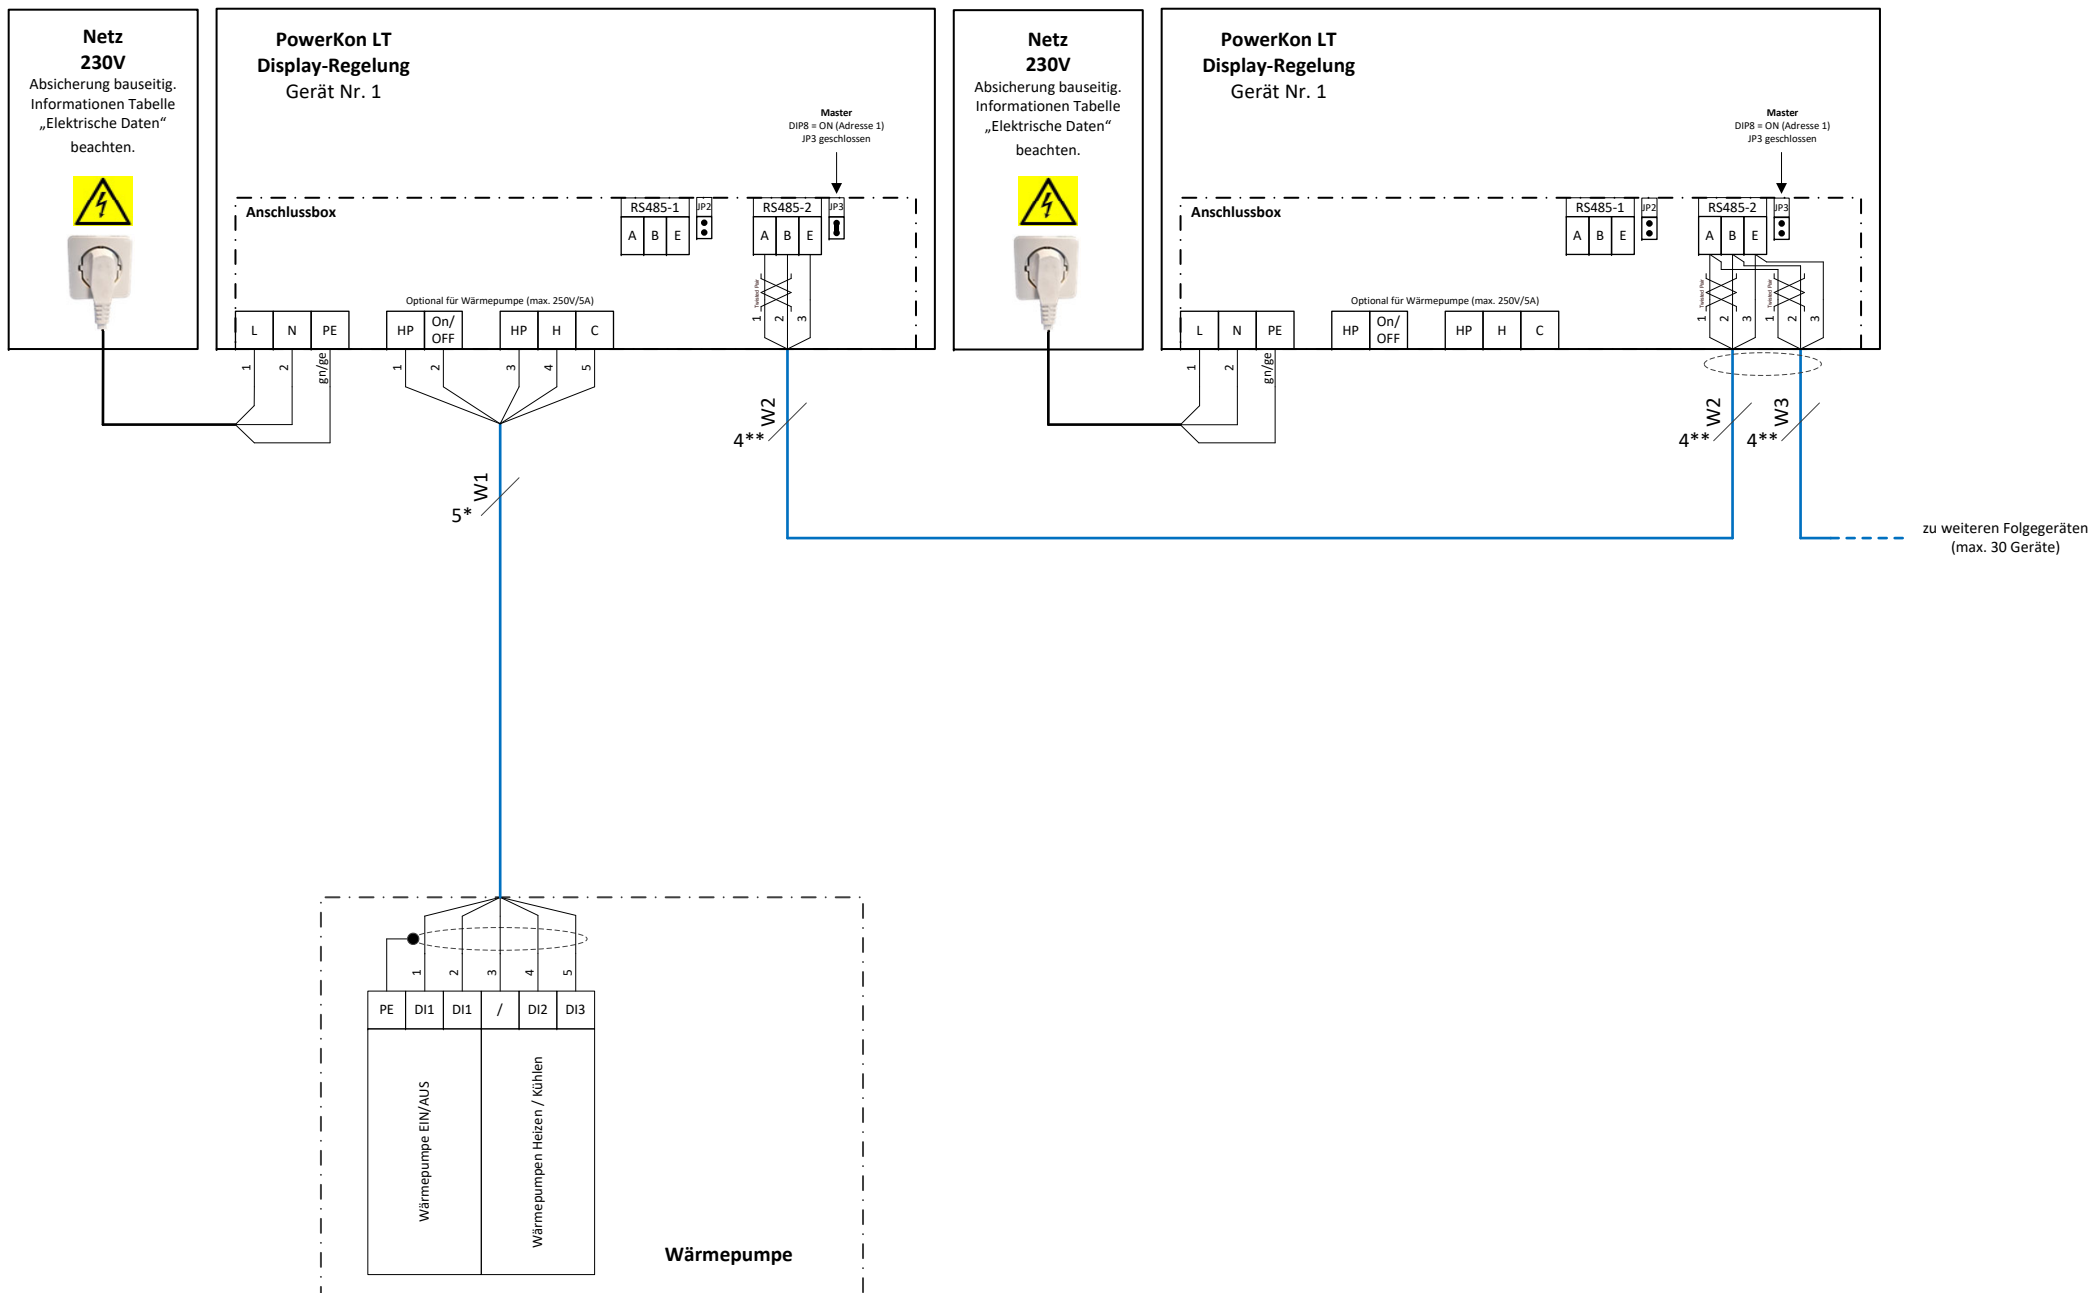 Netz
230V
Absicherung bauseitig.
Informationen Tabelle
„Elektrische Daten“
beachten.
PowerKon LT
Display-Regelung
Gerät Nr. 1
Master
DIP8 = ON (Adresse 1)
JP3 geschlossen
Anschlussbox
RS485-1
JP2
A B E
RS485-2
JP3
A B E
Twisted Piar
1 2 3
Optional für Wärmepumpe (max. 250V/5A)
L N PE
HP On/
OFF
HP H C
1 2 gn/ge
1 2 3 4 5
W1
5*
W2
4**
Netz
230V
Absicherung bauseitig.
Informationen Tabelle
„Elektrische Daten“
beachten.
PowerKon LT
Display-Regelung
Gerät Nr. 1
Master
DIP8 = ON (Adresse 1)
JP3 geschlossen
Anschlussbox
RS485-1
JP2
A B E
RS485-2
JP3
A B E
Twisted Piar
1 2 3
Twisted Piar
1 2 3
Optional für Wärmepumpe (max. 250V/5A)
L N PE
HP On/
OFF
HP H C
1 2 gn/ge
W2
4**
W3
4**
zu weiteren Folgegeräten
(max. 30 Geräte)
1 2 3 4 5
PE DI1 DI1 / DI2 DI3
Wärmepumpe EIN/AUS
Wärmepumpen Heizen / Kühlen
Wärmepumpe